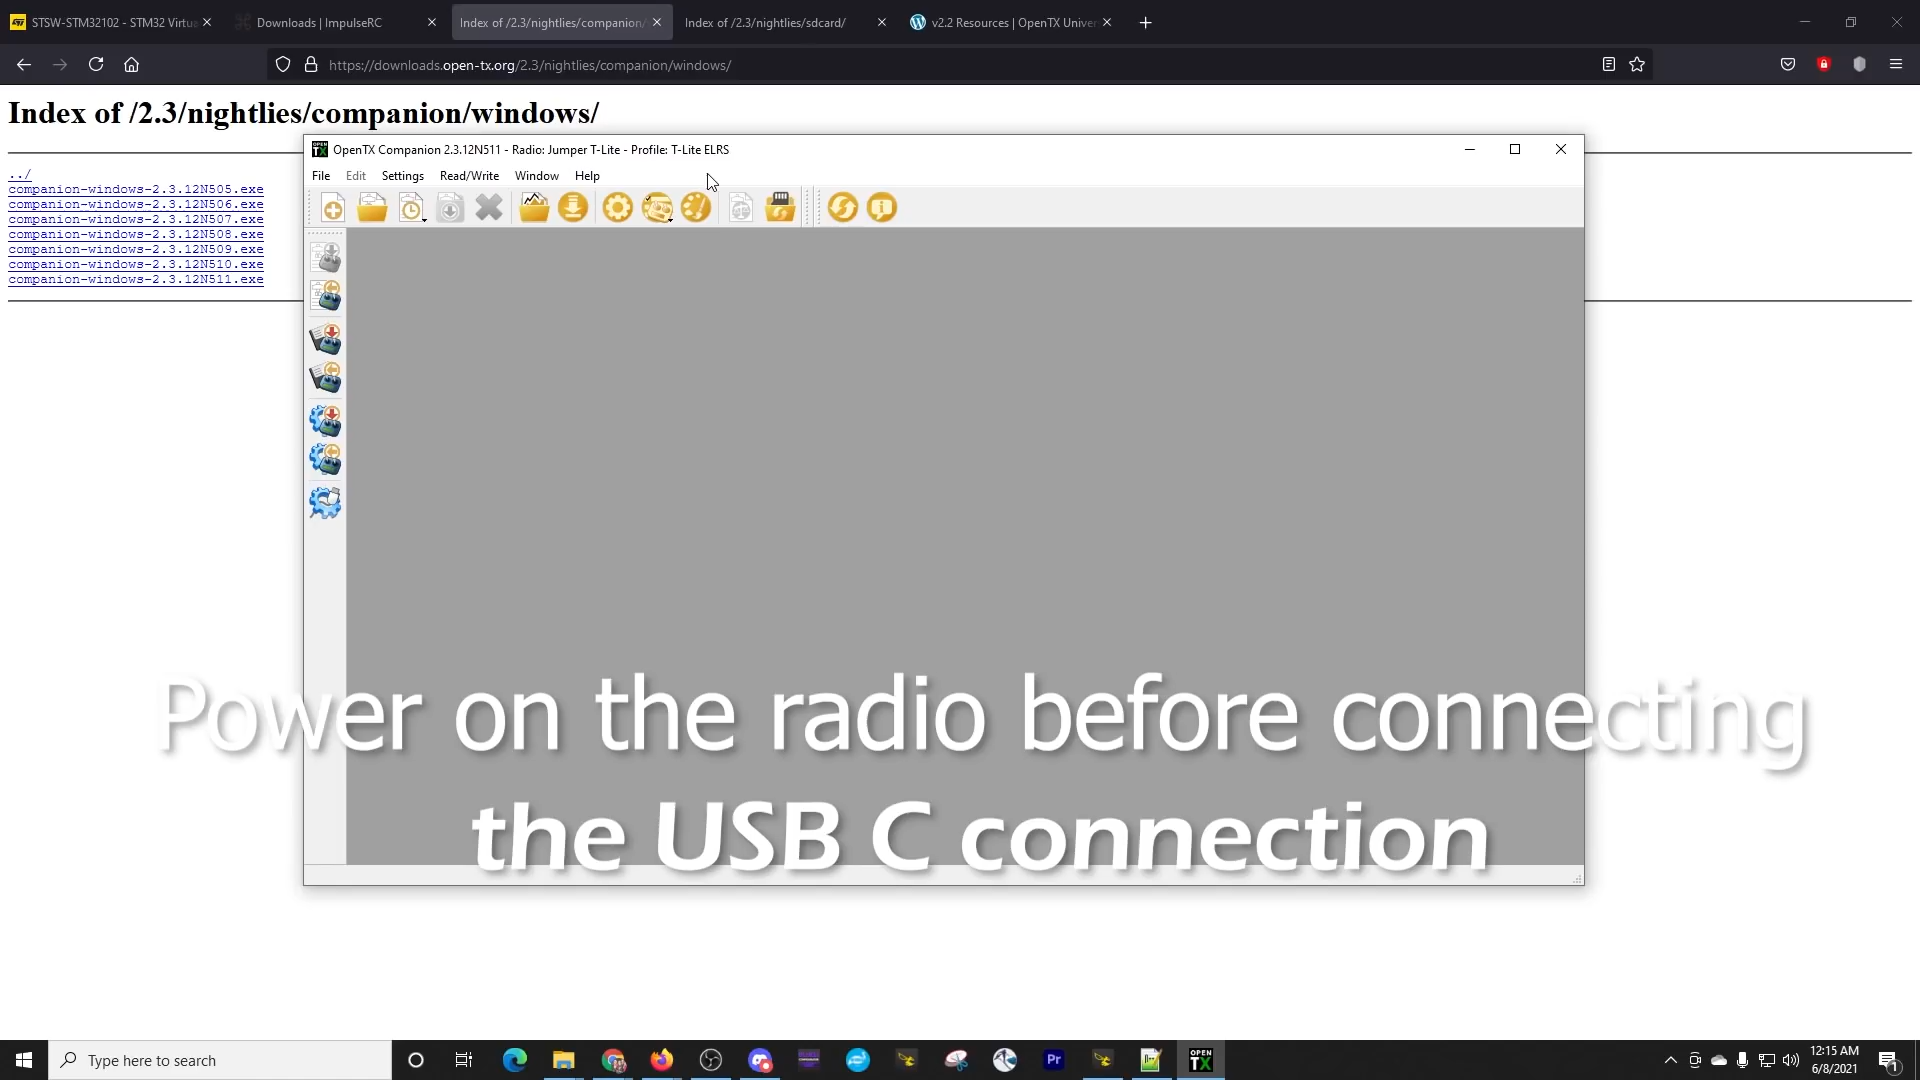 STSW-STM32102 - STM32 Virtua
Downloads | ImpulseRC
Index of /2.3/nightlies/companion/
Index of /2.3/nightlies/sdcard/
v2.2 Resources | OpenTX Univer
https://downloads.open-tx.org/2.3/nightlies/companion/windows/
Index of /2.3/nightlies/companion/windows/
../
companion-windows-2.3.12N505.exe
companion-windows-2.3.12N506.exe
companion-windows-2.3.12N507.exe
companion-windows-2.3.12N508.exe
companion-windows-2.3.12N509.exe
companion-windows-2.3.12N510.exe
companion-windows-2.3.12N511.exe
OpenTX Companion 2.3.12N511 - Radio: Jumper T-Lite - Profile: T-Lite ELRS
File Edit Settings Read/Write Window Help
Power on the radio before connecting
the USB C connection
Type here to search
Pr
OPEN
TX
12:15 AM
6/8/2021
1